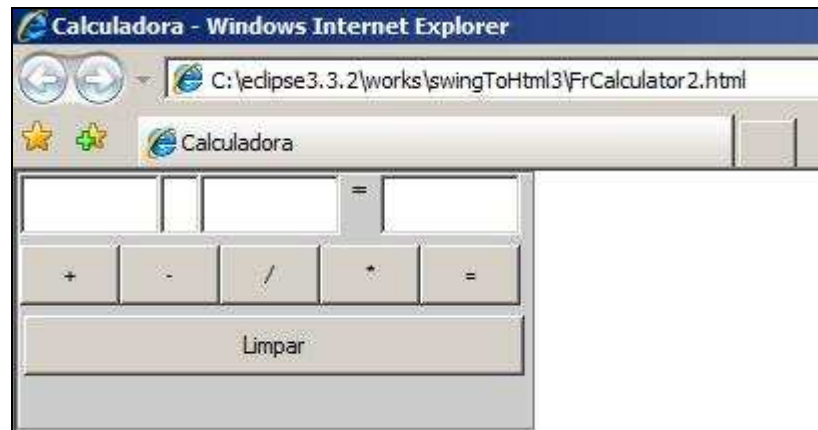 Calculadora - Windows Internet Explorer
C:\eclipse3.3.2\works\swingToHtml3\FrCalculator2.html
Calculadora
=
+ - / * =
Limpar